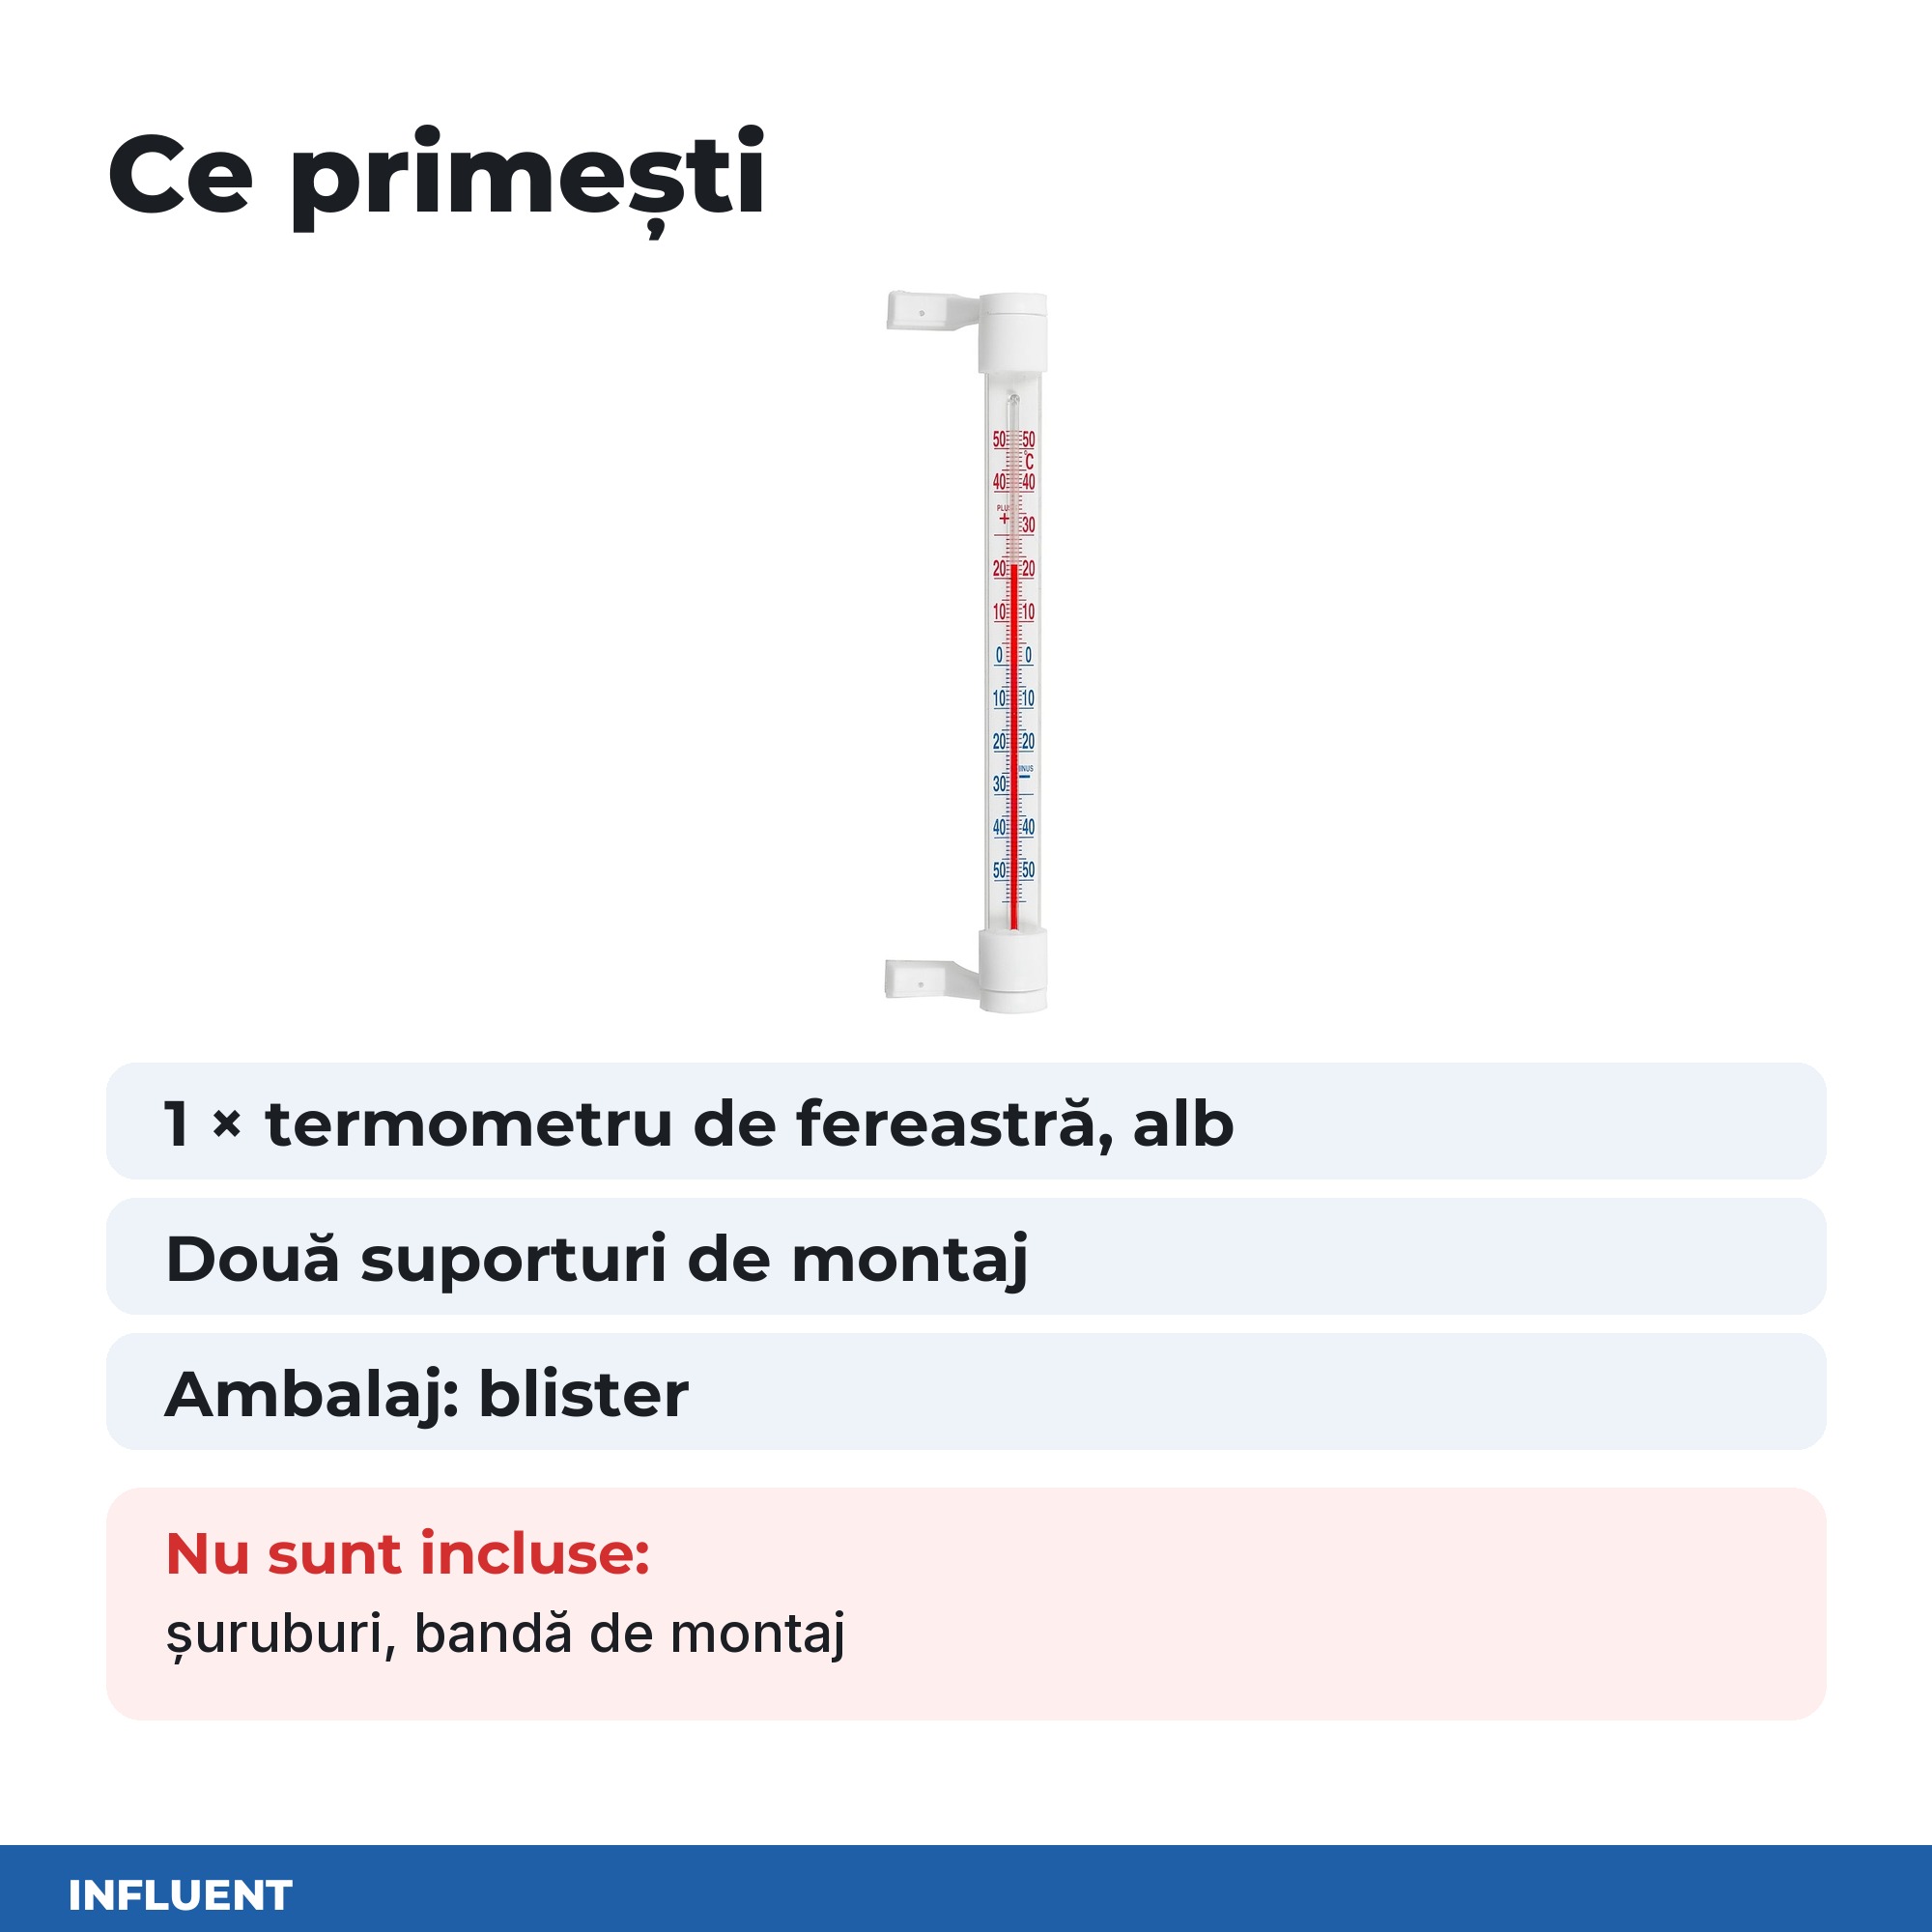 Ce primești
50 50
°C
40 40
PLUS
+ 30
20 20
10 10
0 0
10 10
20 20
30
40 40
50 50
1 × termometru de fereastră, alb
Două suporturi de montaj
Ambalaj: blister
Nu sunt incluse:
șuruburi, bandă de montaj
INFLUENT